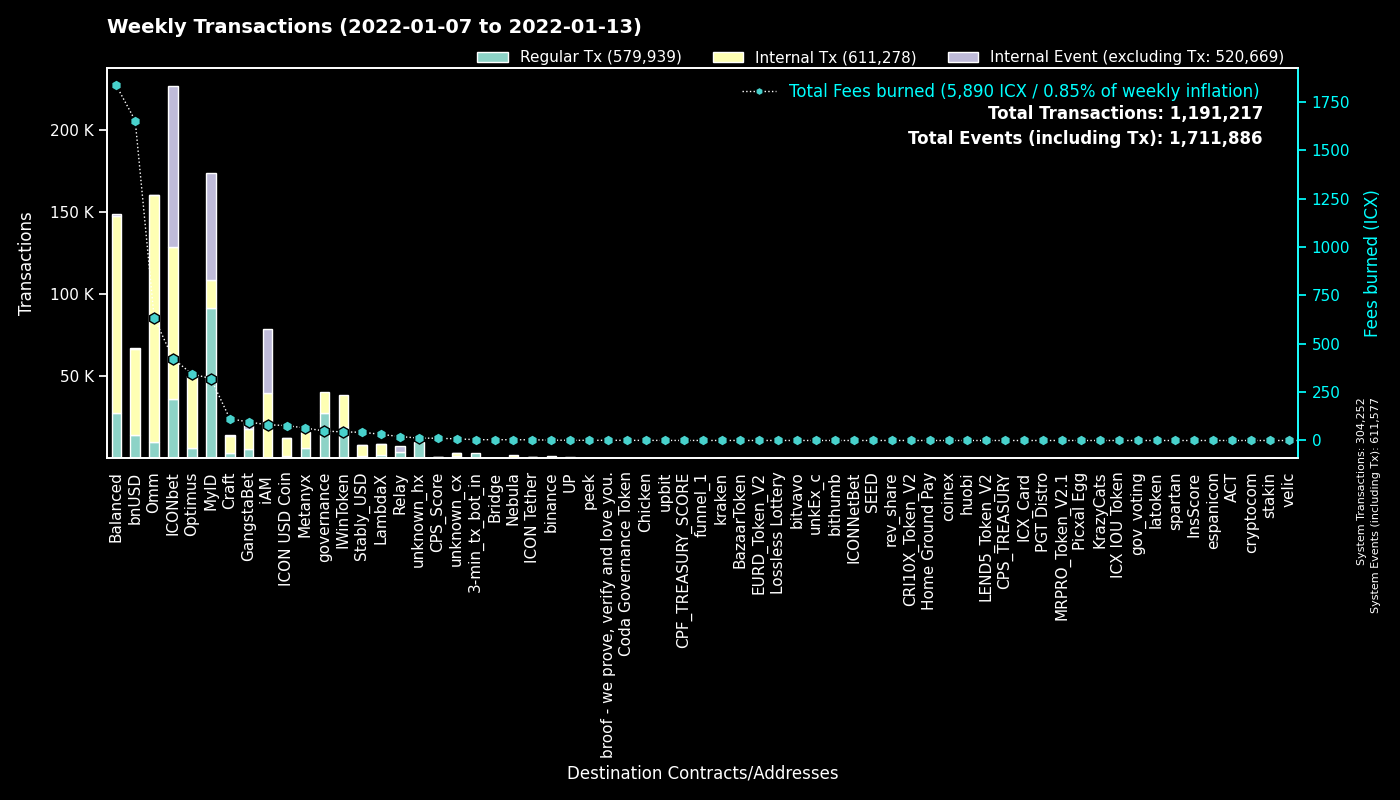 Weekly Transactions (2022-01-07 to 2022-01-13)
Regular Tx (579,939)
Internal Tx (611,278)
Internal Event (excluding Tx: 520,669)
Total Fees burned (5,890 ICX / 0.85% of weekly inflation)
Total Transactions: 1,191,217
Total Events (including Tx): 1,711,886
Transactions
200 K
150 K
100 K
50 K
1750
1500
1250
1000
750
500
250
0
Fees burned (ICX)
System Transactions: 304,252
System Events (including Tx): 611,577
Balanced
bnUSD
Omm
ICONbet
Optimus
MyID
Craft
GangstaBet
iAM
ICON USD Coin
Metanyx
governance
IWinToken
Stably_USD
LambdaX
Relay
unknown_hx
CPS_Score
unknown_cx
3-min_tx_bot_in
Bridge
Nebula
ICON Tether
binance
UP
peek
broof - we prove, verify and love you.
Coda Governance Token
Chicken
upbit
CPF_TREASURY_SCORE
funnel_1
kraken
BazaarToken
EURD_Token_V2
Lossless Lottery
bitvavo
unkEx_c
bithumb
ICONNetBet
SEED
rev_share
CRI10X_Token_V2
Home Ground Pay
coinex
huobi
LEND5_Token_V2
CPS_TREASURY
ICX_Card
PGT Distro
MRPRO_Token_V2.1
Picxal Egg
KrazyCats
ICX IOU Token
gov_voting
latoken
spartan
InsScore
espanicon
ACT
cryptocom
stakin
velic
Destination Contracts/Addresses